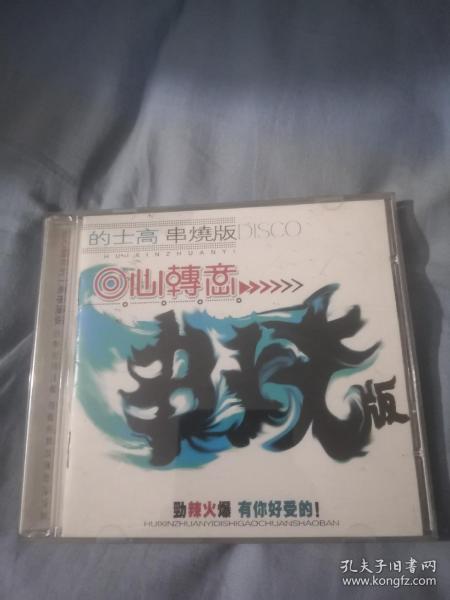 的士高 串燒版DISCO
HUIXINZHUANYI
回心轉意
串烧
版
勁辣火爆 有你好受的!
HUIXINZHUANYIDISHIGAOCHUANSHAOBAN
孔夫子旧书网
www.kongfz.com